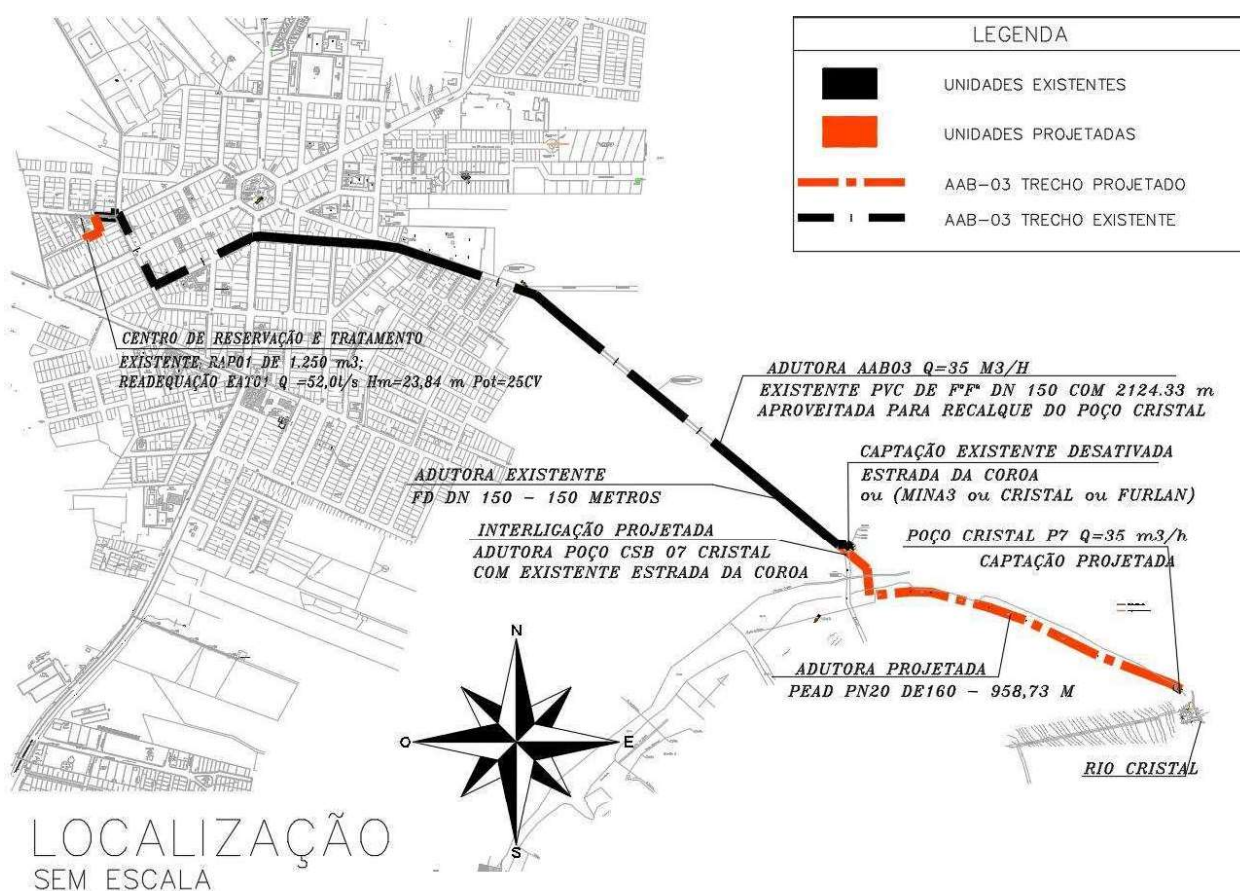 LEGENDA
UNIDADES EXISTENTES
UNIDADES PROJETADAS
AAB-03 TRECHO PROJETADO
AAB-03 TRECHO EXISTENTE
CENTRO DE RESERVAÇÃO E TRATAMENTO
EXISTENTE RAP01 DE 1.250 m3;
READEQUAÇÃO EAT01 Q =52,0l/s Hm=23,84 m Pot=25CV
ADUTORA AAB03 Q=35 M3/H
EXISTENTE PVC DE FºFº DN 150 COM 2124.33 m
APROVEITADA PARA RECALQUE DO POÇO CRISTAL
ADUTORA EXISTENTE
FD DN 150 - 150 METROS
CAPTAÇÃO EXISTENTE DESATIVADA
ESTRADA DA COROA
ou (MINA3 ou CRISTAL ou FURLAN)
INTERLIGAÇÃO PROJETADA
ADUTORA POÇO CSB 07 CRISTAL
COM EXISTENTE ESTRADA DA COROA
POÇO CRISTAL P7 Q=35 m3/h
CAPTAÇÃO PROJETADA
ADUTORA PROJETADA
PEAD PN20 DE160 - 958,73 M
RIO CRISTAL
N
O
E
S
LOCALIZAÇÃO
SEM ESCALA